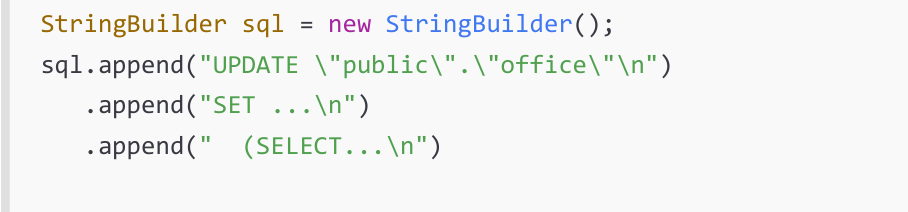 StringBuilder sql = new StringBuilder();
sql.append("UPDATE \"public\".\"office\"\n")
   .append("SET ...\n")
   .append("  (SELECT...\n")